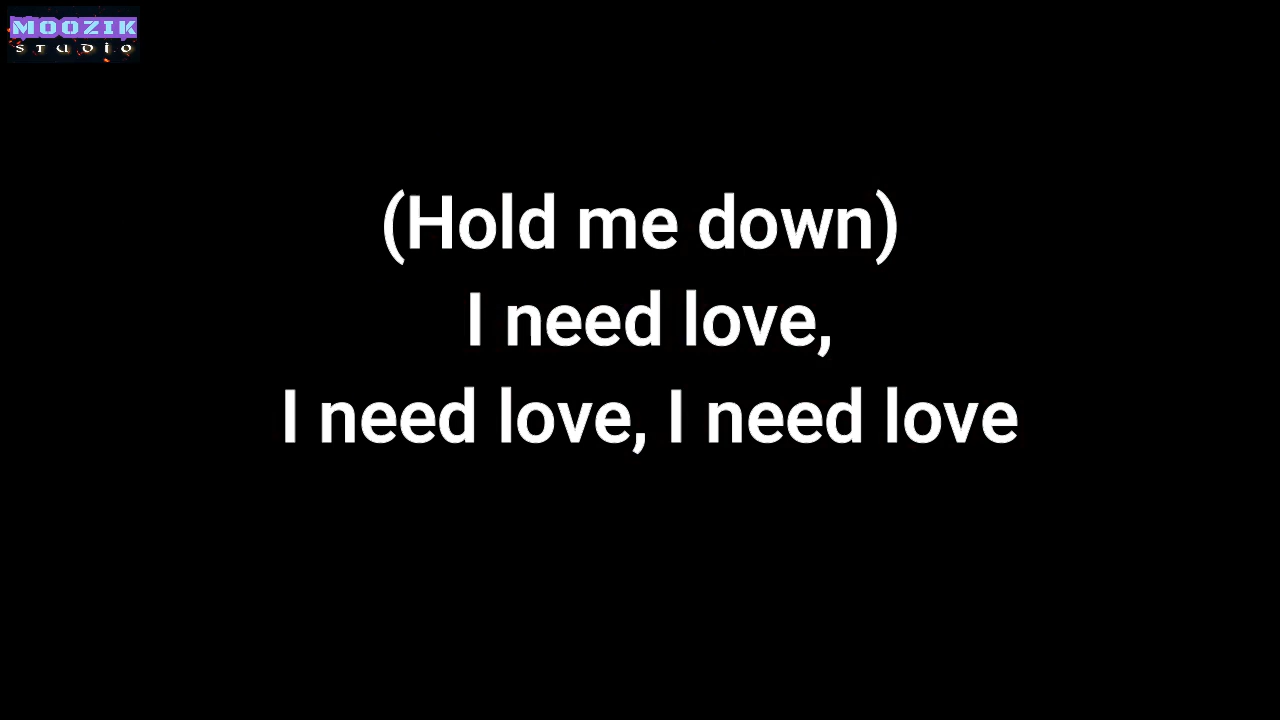 MOOZIK
STUDIO
(Hold me down)
I need love,
I need love, I need love